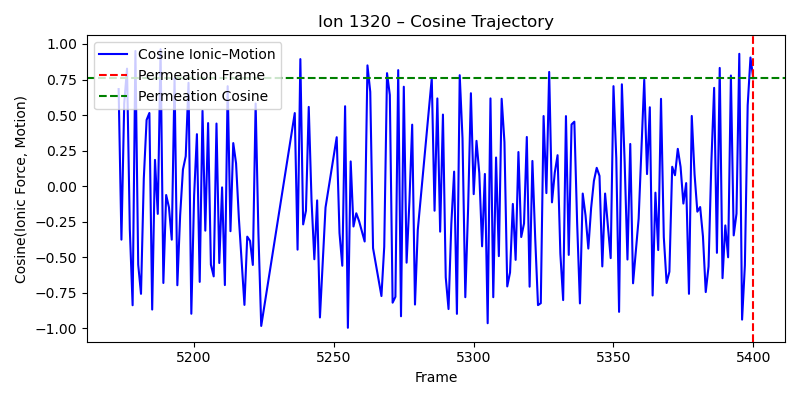 Ion 1320 – Cosine Trajectory
Cosine(Ionic Force, Motion)
1.00
0.75
0.50
0.25
0.00
−0.25
−0.50
−0.75
−1.00
Cosine Ionic–Motion
Permeation Frame
Permeation Cosine
5200
5250
5300
5350
5400
Frame